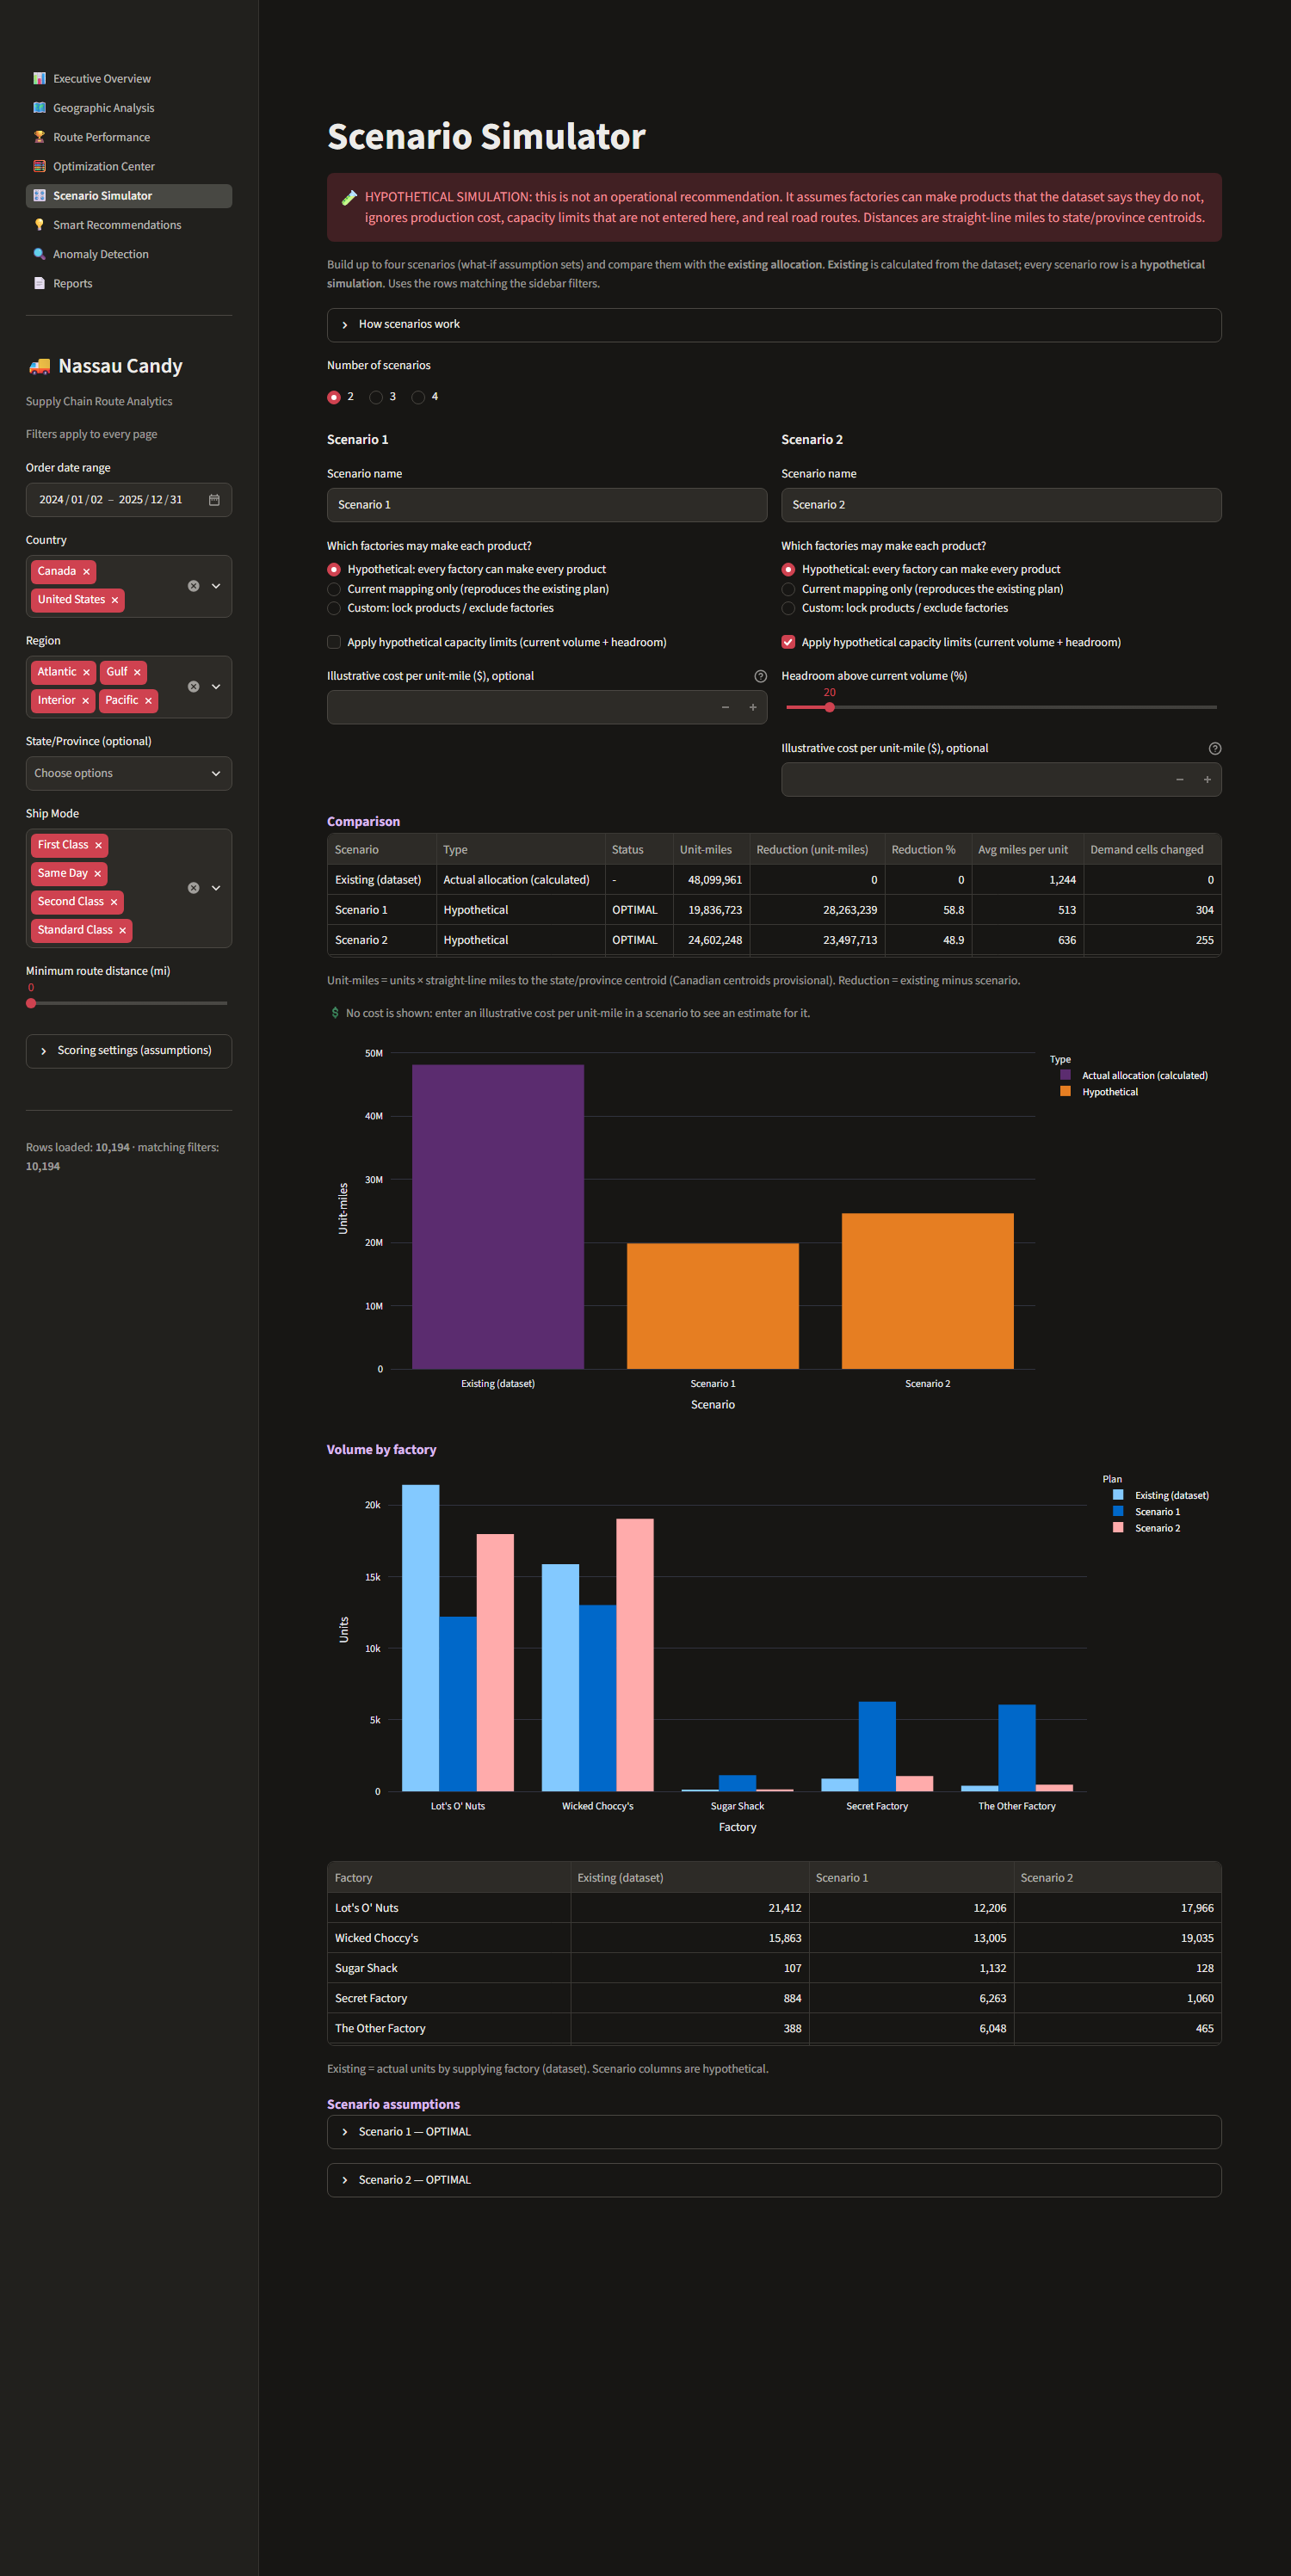 Executive Overview
Geographic Analysis
Route Performance
Optimization Center
Scenario Simulator
Smart Recommendations
Anomaly Detection
Reports
Nassau Candy
Supply Chain Route Analytics
Filters apply to every page
Order date range
2024 / 01 / 02 – 2025 / 12 / 31
Country
Canada
United States
Region
Atlantic Gulf
Interior Pacific
State/Province (optional)
Choose options
Ship Mode
First Class
Same Day
Second Class
Standard Class
Minimum route distance (mi)
0
Scoring settings (assumptions)
Rows loaded: 10,194 · matching filters:
10,194
Scenario Simulator
HYPOTHETICAL SIMULATION: this is not an operational recommendation. It assumes factories can make products that the dataset says they do not,
ignores production cost, capacity limits that are not entered here, and real road routes. Distances are straight-line miles to state/province centroids.
Build up to four scenarios (what-if assumption sets) and compare them with the existing allocation. Existing is calculated from the dataset; every scenario row is a hypothetical
simulation. Uses the rows matching the sidebar filters.
How scenarios work
Number of scenarios
2 3 4
Scenario 1
Scenario name
Scenario 1
Which factories may make each product?
Hypothetical: every factory can make every product
Current mapping only (reproduces the existing plan)
Custom: lock products / exclude factories
Apply hypothetical capacity limits (current volume + headroom)
Illustrative cost per unit-mile ($), optional
Scenario 2
Scenario name
Scenario 2
Which factories may make each product?
Hypothetical: every factory can make every product
Current mapping only (reproduces the existing plan)
Custom: lock products / exclude factories
Apply hypothetical capacity limits (current volume + headroom)
Headroom above current volume (%)
20
Illustrative cost per unit-mile ($), optional
Comparison
Scenario Type Status Unit-miles Reduction (unit-miles) Reduction % Avg miles per unit Demand cells changed
Existing (dataset) Actual allocation (calculated) - 48,099,961 0 0 1,244 0
Scenario 1 Hypothetical OPTIMAL 19,836,723 28,263,239 58.8 513 304
Scenario 2 Hypothetical OPTIMAL 24,602,248 23,497,713 48.9 636 255
Unit-miles = units × straight-line miles to the state/province centroid (Canadian centroids provisional). Reduction = existing minus scenario.
No cost is shown: enter an illustrative cost per unit-mile in a scenario to see an estimate for it.
50M
40M
30M
20M
10M
0
Unit-miles
Existing (dataset) Scenario 1 Scenario 2
Scenario
Type
Actual allocation (calculated)
Hypothetical
Volume by factory
20k
15k
10k
5k
0
Units
Lot's O' Nuts Wicked Choccy's Sugar Shack Secret Factory The Other Factory
Factory
Plan
Existing (dataset)
Scenario 1
Scenario 2
Factory Existing (dataset) Scenario 1 Scenario 2
Lot's O' Nuts 21,412 12,206 17,966
Wicked Choccy's 15,863 13,005 19,035
Sugar Shack 107 1,132 128
Secret Factory 884 6,263 1,060
The Other Factory 388 6,048 465
Existing = actual units by supplying factory (dataset). Scenario columns are hypothetical.
Scenario assumptions
Scenario 1 — OPTIMAL
Scenario 2 — OPTIMAL